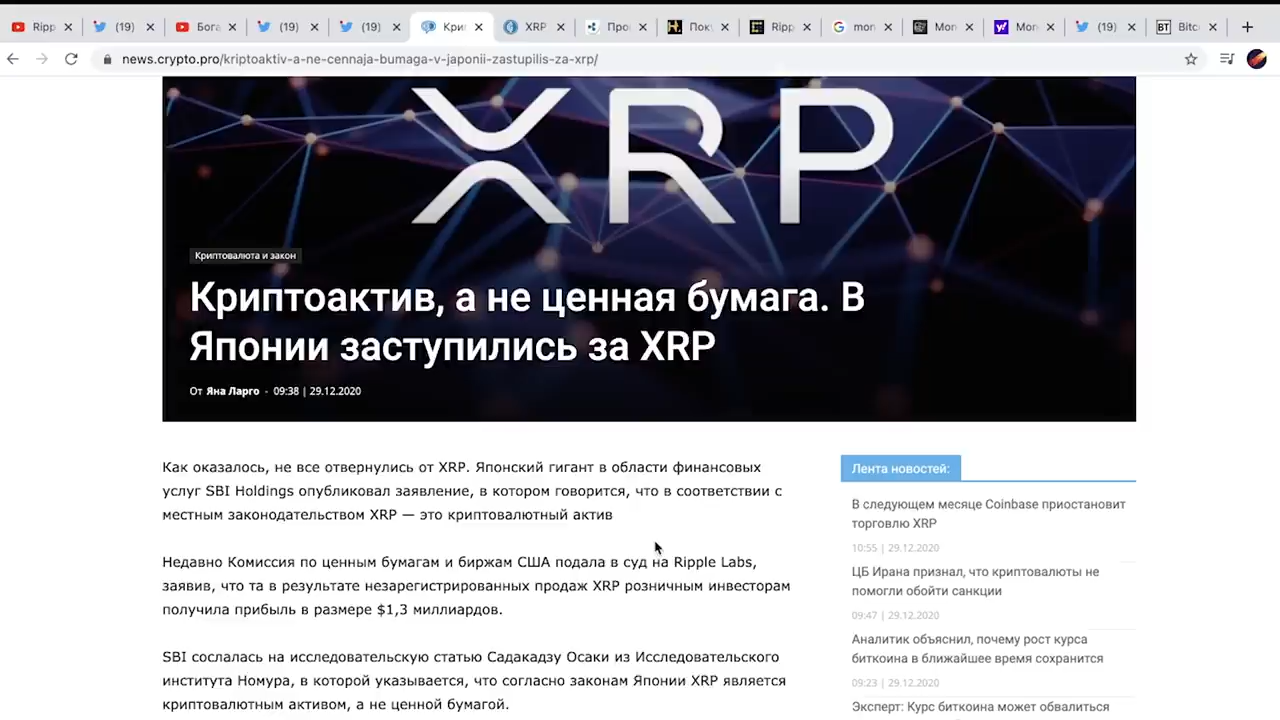 Ripp
(19)
Бога
(19)
(19)
Кри
XRP
Про
Пок
Ripp
mon
Mon
Mon
(19)
BT Bitc
news.crypto.pro/kriptoaktiv-a-ne-cennaja-bumaga-v-japonii-zastupilis-za-xrp/
XRP
Криптовалюта и закон
Криптоактив, а не ценная бумага. В
Японии заступились за XRP
От Яна Ларго - 09:38 | 29.12.2020
Как оказалось, не все отвернулись от XRP. Японский гигант в области финансовых
услуг SBI Holdings опубликовал заявление, в котором говорится, что в соответствии с
местным законодательством XRP — это криптовалютный актив
Недавно Комиссия по ценным бумагам и биржам США подала в суд на Ripple Labs,
заявив, что та в результате незарегистрированных продаж XRP розничным инвесторам
получила прибыль в размере $1,3 миллиардов.
SBI сослалась на исследовательскую статью Садакадзу Осаки из Исследовательского
института Номура, в которой указывается, что согласно законам Японии XRP является
криптовалютным активом, а не ценной бумагой.
Лента новостей:
В следующем месяце Coinbase приостановит
торговлю XRP
10:55 | 29.12.2020
ЦБ Ирана признал, что криптовалюты не
помогли обойти санкции
09:47 | 29.12.2020
Аналитик объяснил, почему рост курса
биткоина в ближайшее время сохранится
09:23 | 29.12.2020
Эксперт: Курс биткоина может обвалиться